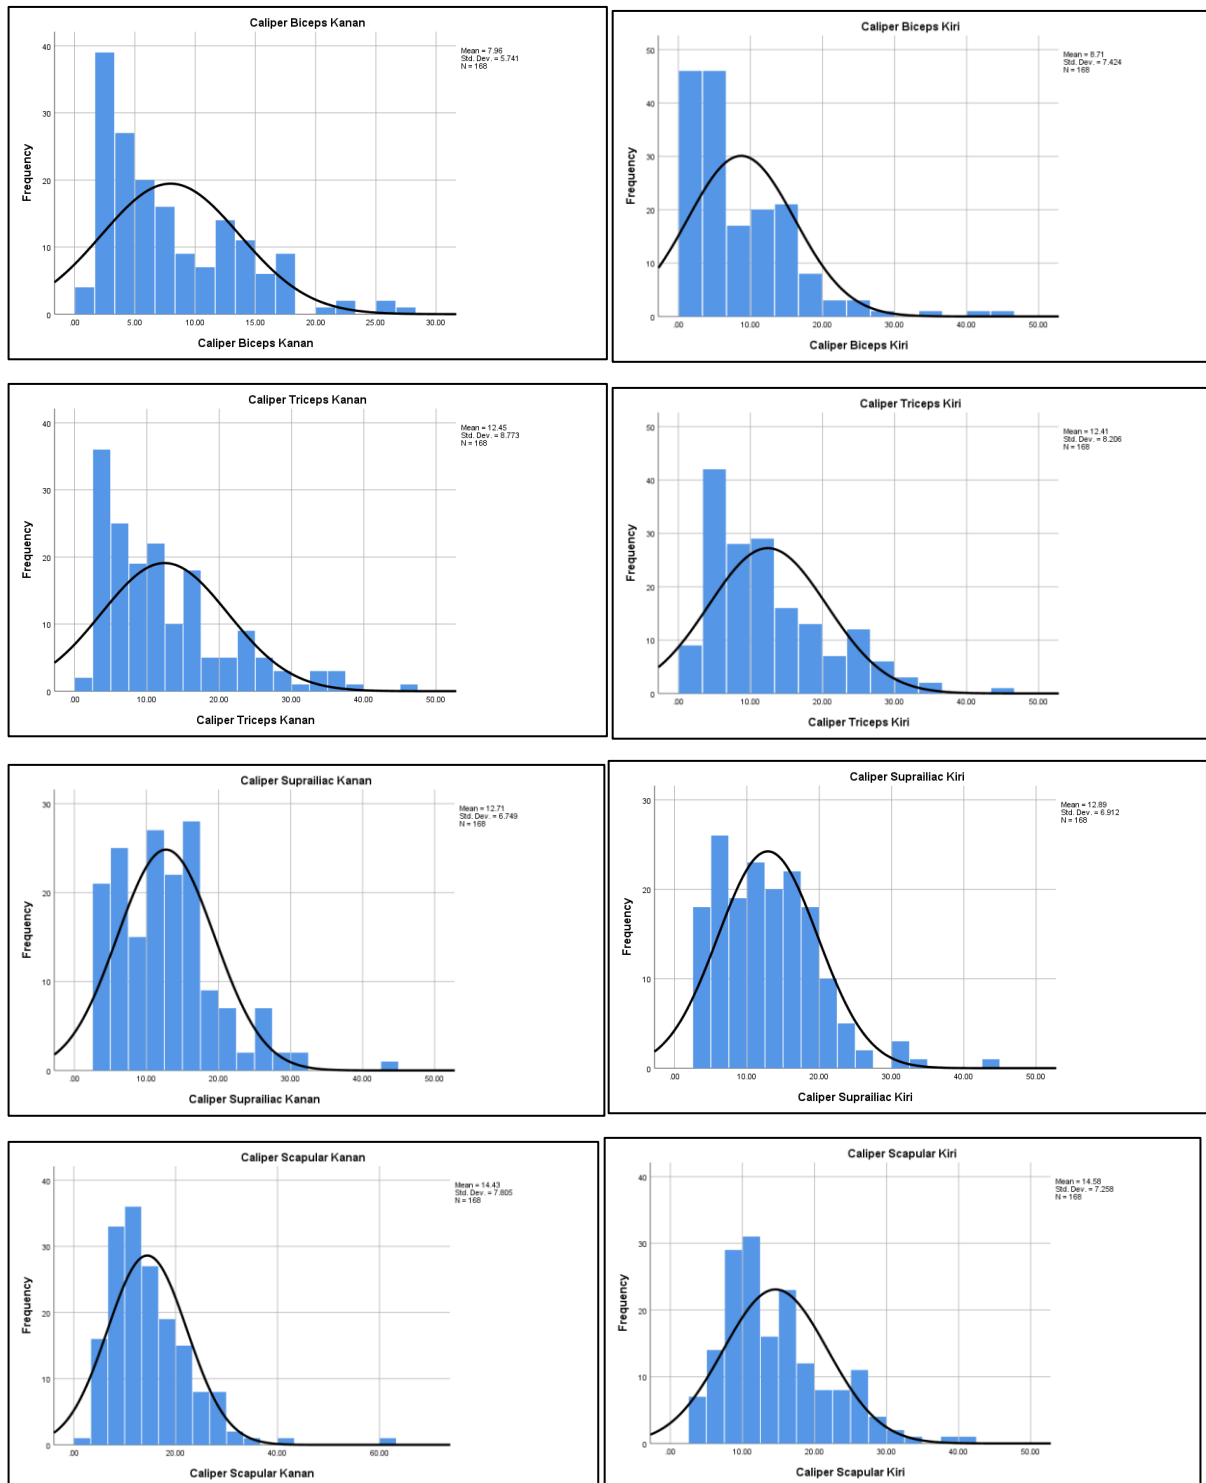 Caliper Biceps Kanan
Mean = 7.96
Std. Dev. = 5.741
N = 168
40
30
20
10
0
Frequency
.00 5.00 10.00 15.00 20.00 25.00 30.00
Caliper Biceps Kanan
Caliper Biceps Kiri
Mean = 8.71
Std. Dev. = 7.424
N = 168
50
40
30
20
10
0
Frequency
.00 10.00 20.00 30.00 40.00 50.00
Caliper Biceps Kiri
Caliper Triceps Kanan
Mean = 12.45
Std. Dev. = 8.773
N = 168
40
30
20
10
0
Frequency
.00 10.00 20.00 30.00 40.00 50.00
Caliper Triceps Kanan
Caliper Triceps Kiri
Mean = 12.41
Std. Dev. = 8.206
N = 168
50
40
30
20
10
0
Frequency
.00 10.00 20.00 30.00 40.00 50.00
Caliper Triceps Kiri
Caliper Suprailiac Kanan
Mean = 12.71
Std. Dev. = 6.749
N = 168
30
20
10
0
Frequency
.00 10.00 20.00 30.00 40.00 50.00
Caliper Suprailiac Kanan
Caliper Suprailiac Kiri
Mean = 12.89
Std. Dev. = 6.912
N = 168
30
20
10
0
Frequency
.00 10.00 20.00 30.00 40.00 50.00
Caliper Suprailiac Kiri
Caliper Scapular Kanan
Mean = 14.43
Std. Dev. = 7.805
N = 168
40
30
20
10
0
Frequency
.00 20.00 40.00 60.00
Caliper Scapular Kanan
Caliper Scapular Kiri
Mean = 14.58
Std. Dev. = 7.258
N = 168
40
30
20
10
0
Frequency
.00 10.00 20.00 30.00 40.00 50.00
Caliper Scapular Kiri